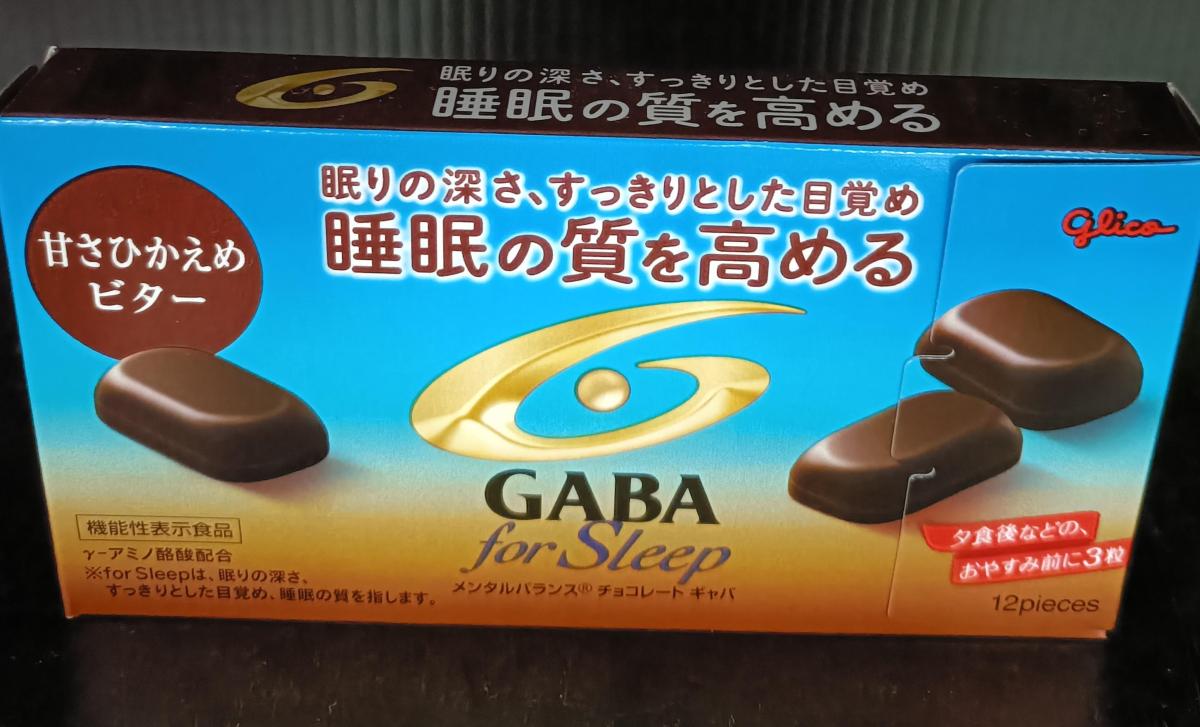 眠りの深さ、すっきりとした目覚め
睡眠の質を高める
眠りの深さ、すっきりとした目覚め
睡眠の質を高める
甘さひかえめ
ビター
Glico
GABA
for Sleep
メンタルバランス® チョコレート ギャバ
機能性表示食品
γ-アミノ酪酸配合
※for Sleepは、眠りの深さ、
すっきりとした目覚め、睡眠の質を指します。
夕食後などの、
おやすみ前に3粒
12pieces